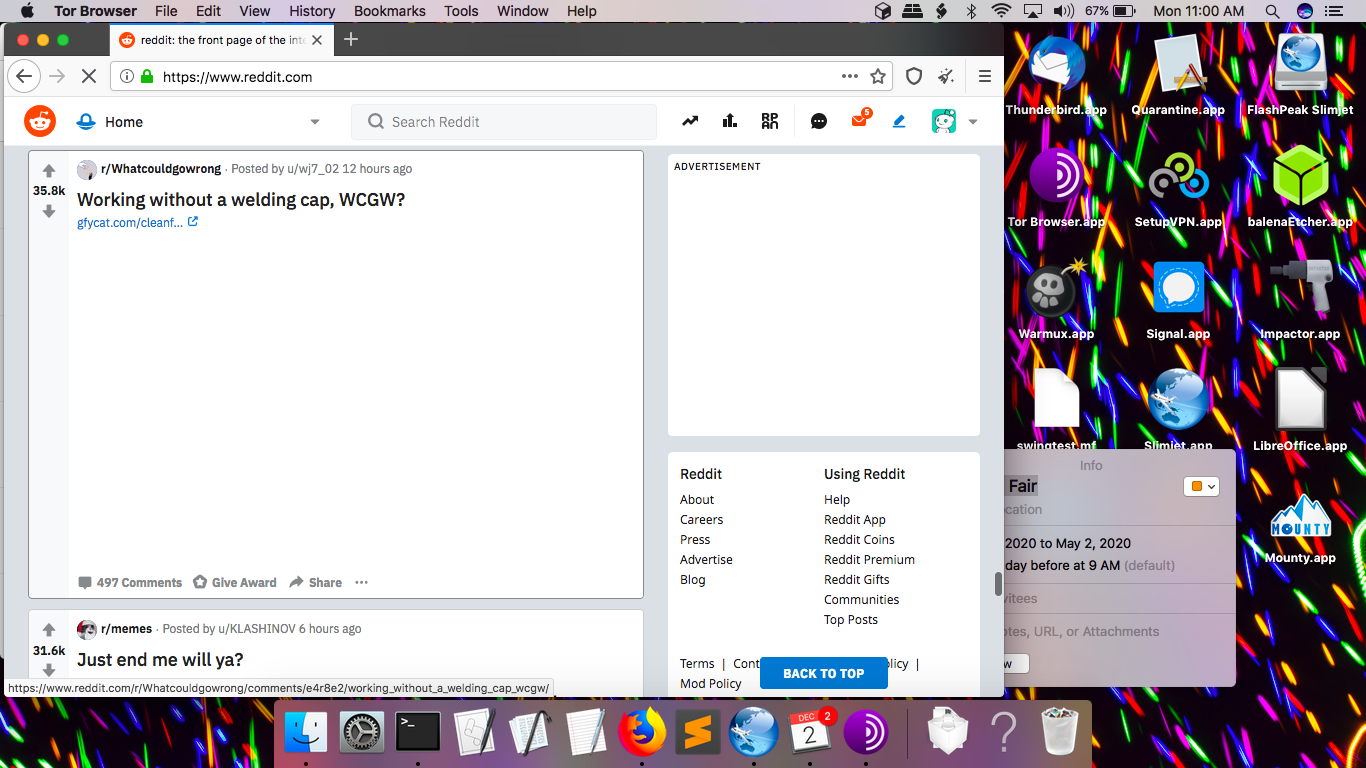 Tor Browser File Edit View History Bookmarks Tools Window Help 67% Mon 11:00 AM
reddit: the front page of the inte
https://www.reddit.com
Home
Search Reddit
5
r/Whatcouldgowrong · Posted by u/wj7_02 12 hours ago
35.8k
Working without a welding cap, WCGW?
gfycat.com/cleanf...
497 Comments Give Award Share
r/memes · Posted by u/KLASHINOV 6 hours ago
31.6k
Just end me will ya?
https://www.reddit.com/r/Whatcouldgowrong/comments/e4r8e2/working_without_a_welding_cap_wcgw/
ADVERTISEMENT
Reddit
About
Careers
Press
Advertise
Blog
Using Reddit
Help
Reddit App
Reddit Coins
Reddit Premium
Reddit Gifts
Communities
Top Posts
Terms | Cont olicy |
Mod Policy
BACK TO TOP
Thunderbird.app Quarantine.app FlashPeak Slimjet
Tor Browser.app SetupVPN.app balenaEtcher.app
Warmux.app Signal.app Impactor.app
swingtest.mf Slimjet.app LibreOffice.app
MOUNTY
Mounty.app
Info
Fair
cation
2020 to May 2, 2020
day before at 9 AM (default)
vitees
otes, URL, or Attachments
w
>_
DEC 2
2